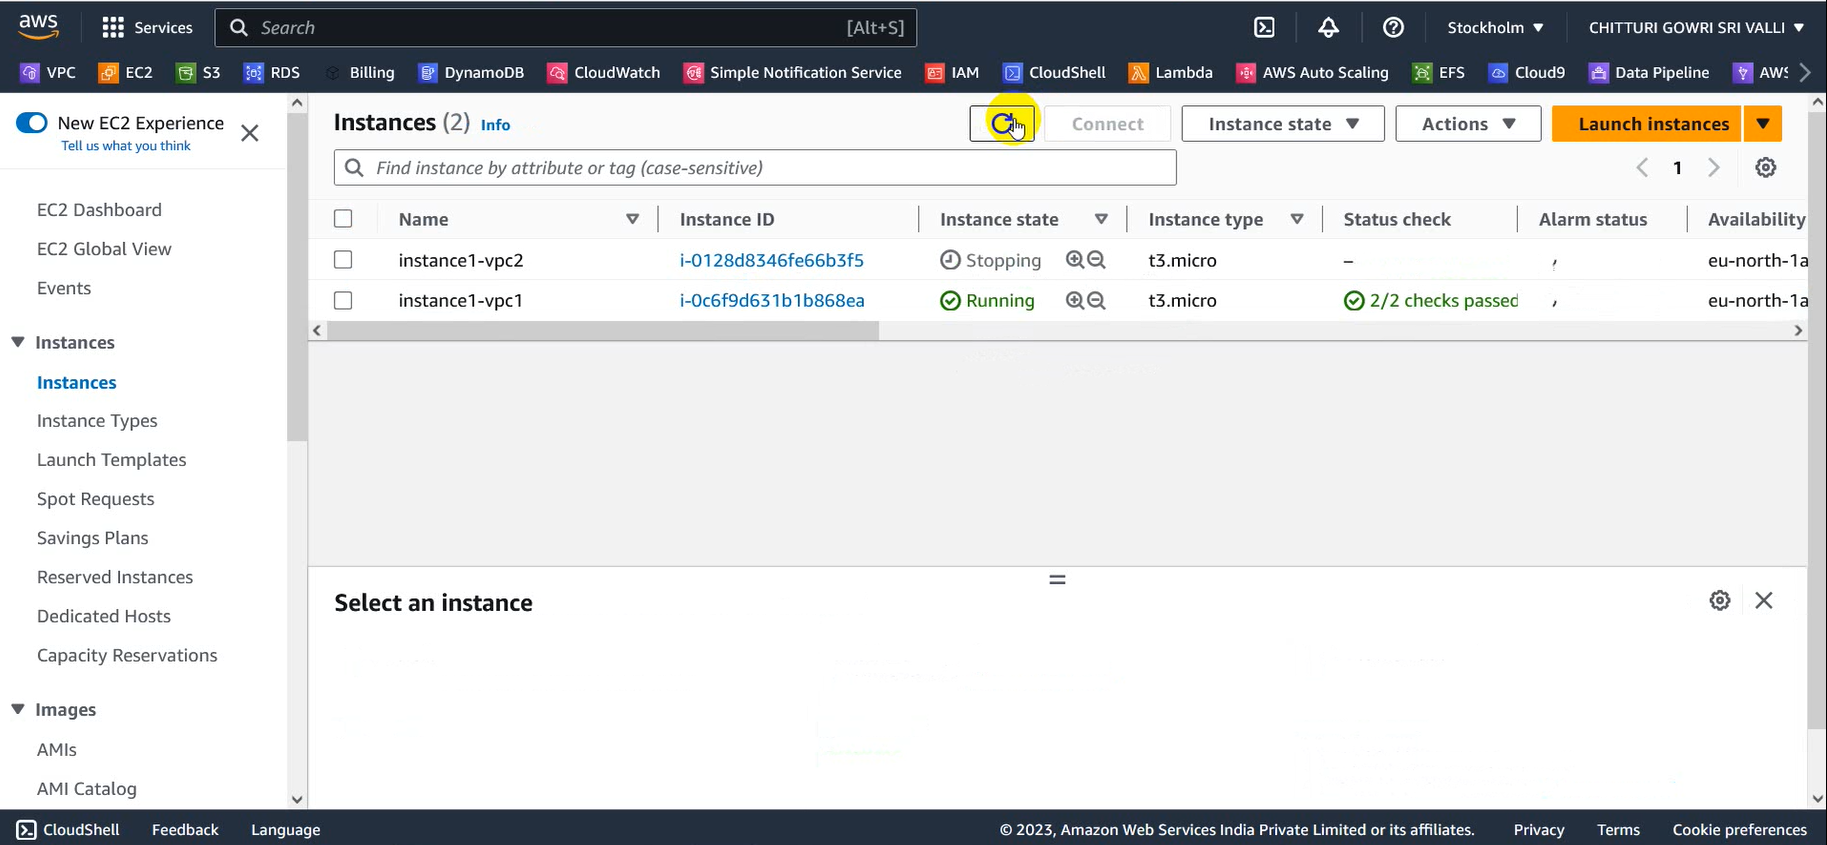 aws Services Search [Alt+S] Stockholm CHITTURI GOWRI SRI VALLI
VPC EC2 S3 RDS Billing DynamoDB CloudWatch Simple Notification Service IAM CloudShell Lambda AWS Auto Scaling EFS Cloud9 Data Pipeline AWS
New EC2 Experience
Tell us what you think
EC2 Dashboard
EC2 Global View
Events
Instances
Instances
Instance Types
Launch Templates
Spot Requests
Savings Plans
Reserved Instances
Dedicated Hosts
Capacity Reservations
Images
AMIs
AMI Catalog
Instances (2) Info Connect Instance state Actions Launch instances
Find instance by attribute or tag (case-sensitive) 1
Name Instance ID Instance state Instance type Status check Alarm status Availability
instance1-vpc2 i-0128d8346fe66b3f5 Stopping t3.micro – eu-north-1a
instance1-vpc1 i-0c6f9d631b1b868ea Running t3.micro 2/2 checks passed eu-north-1a
Select an instance
CloudShell Feedback Language © 2023, Amazon Web Services India Private Limited or its affiliates. Privacy Terms Cookie preferences